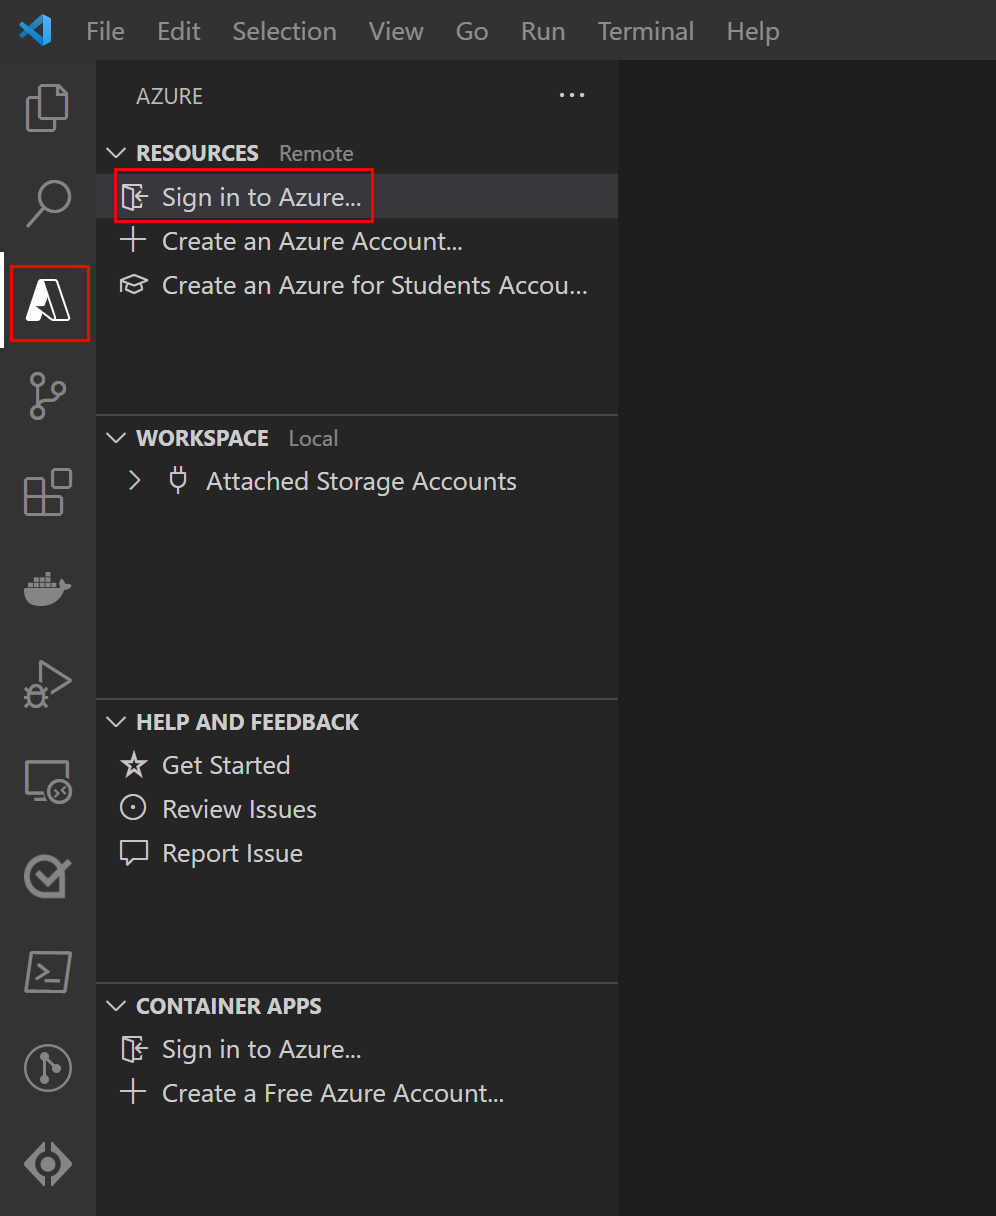 File Edit Selection View Go Run Terminal Help
AZURE
RESOURCES Remote
Sign in to Azure...
Create an Azure Account...
Create an Azure for Students Accou...
WORKSPACE Local
Attached Storage Accounts
HELP AND FEEDBACK
Get Started
Review Issues
Report Issue
CONTAINER APPS
Sign in to Azure...
Create a Free Azure Account...